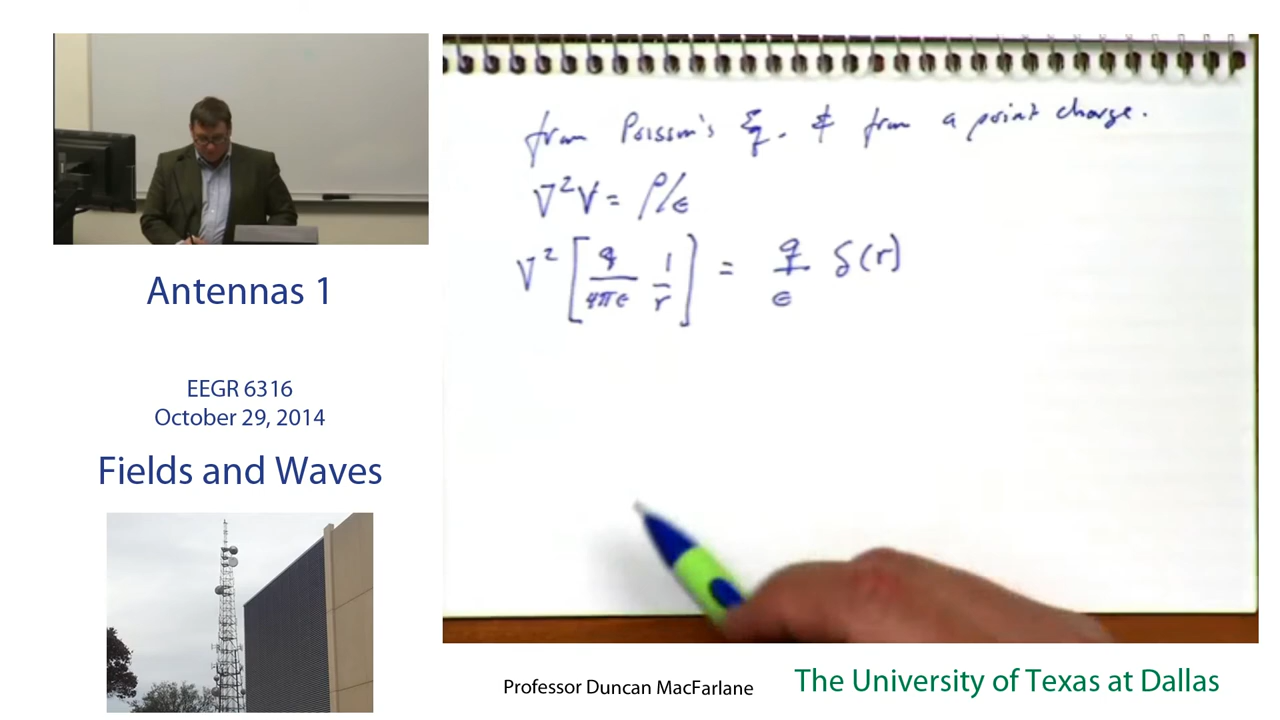 from Poisson's Eq. & from a point charge.
∇²V = ρ/ϵ
∇² [ q/4πϵ 1/r ] = q/ϵ δ(r)
Antennas 1
EEGR 6316
October 29, 2014
Fields and Waves
Professor Duncan MacFarlane
The University of Texas at Dallas